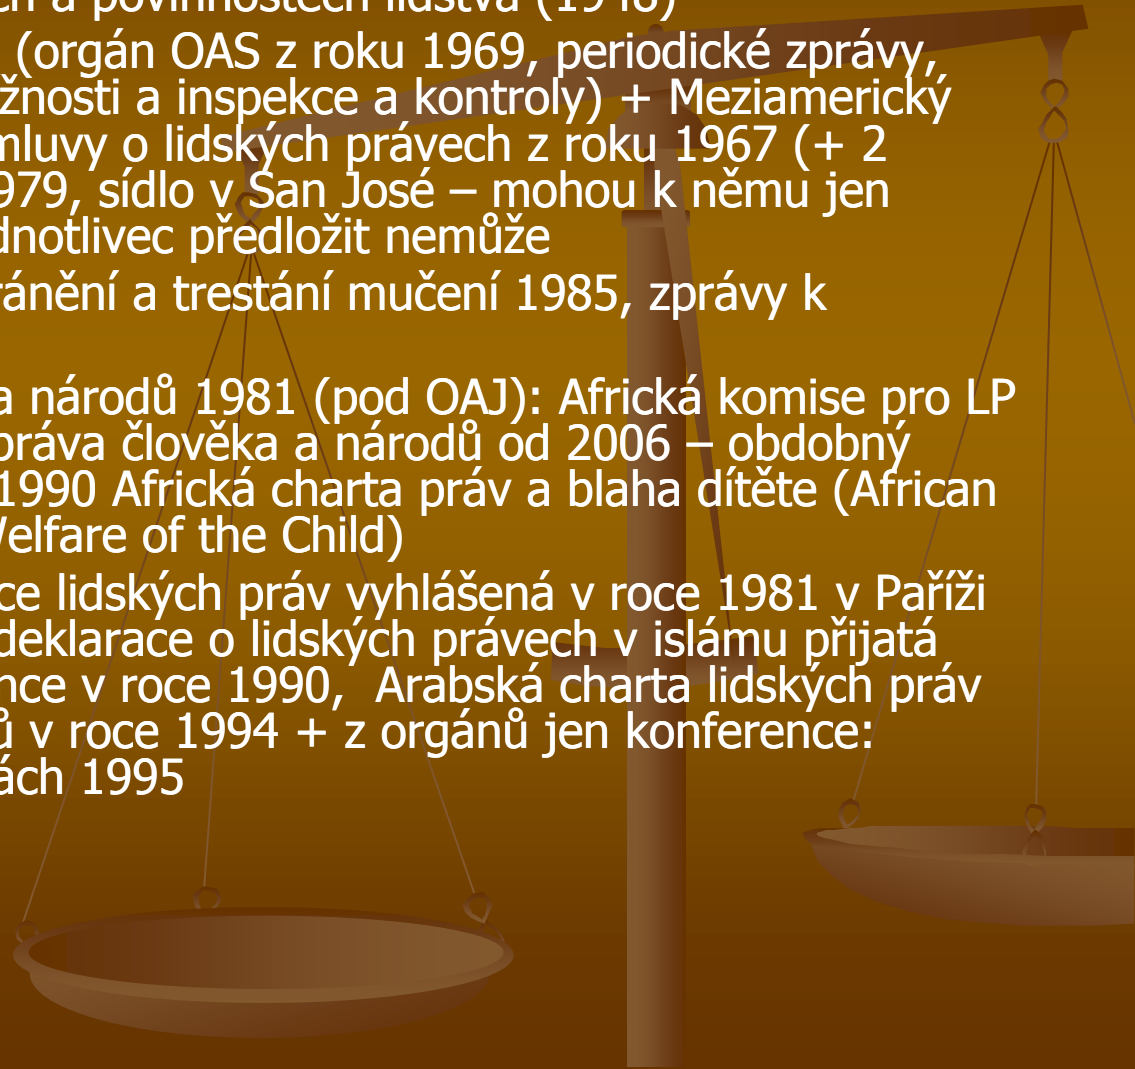 ch a povinnostech lidstva (1948)
(orgán OAS z roku 1969, periodické zprávy,
žnosti a inspekce a kontroly) + Meziamerický
mluvy o lidských právech z roku 1967 (+ 2
979, sídlo v San José – mohou k němu jen
dnotlivec předložit nemůže
ránění a trestání mučení 1985, zprávy k
a národů 1981 (pod OAJ): Africká komise pro LP
práva člověka a národů od 2006 – obdobný
1990 Africká charta práv a blaha dítěte (African
Welfare of the Child)
ce lidských práv vyhlášená v roce 1981 v Paříži
deklarace o lidských právech v islámu přijatá
nce v roce 1990,  Arabská charta lidských práv
ů v roce 1994 + z orgánů jen konference:
ách 1995